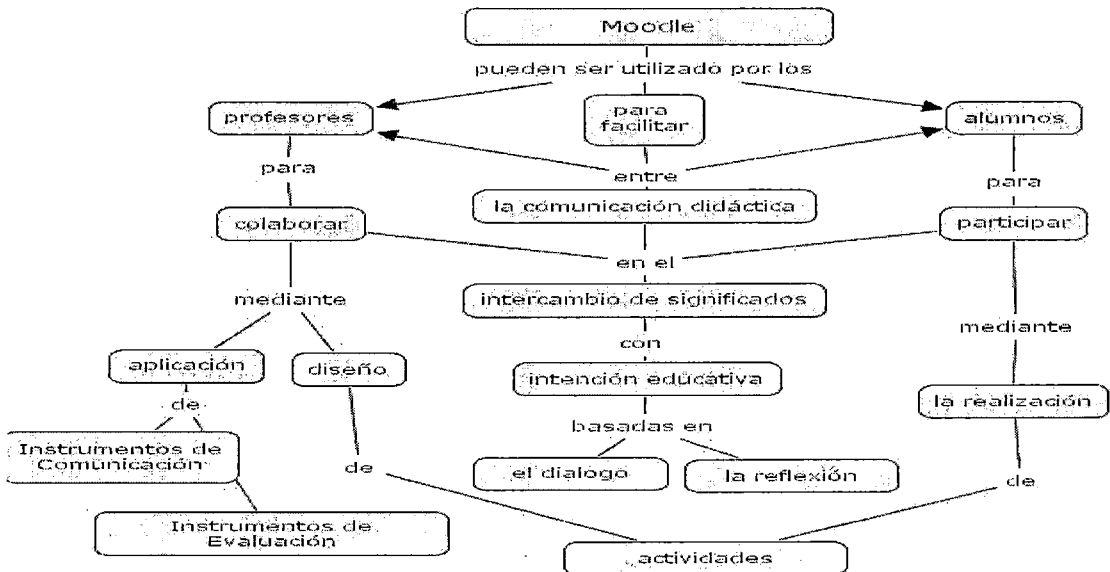 Moodle
pueden ser utilizado por los
profesores
para
facilitar
alumnos
para
entre
para
la comunicación didáctica
colaborar
participar
en el
mediante
intercambio de significados
mediante
con
aplicación
diseño
intención educativa
la realización
de
basadas en
Instrumentos de
Comunicación
de
el dialogo
la reflexión
de
Instrumentos de
Evaluación
actividades